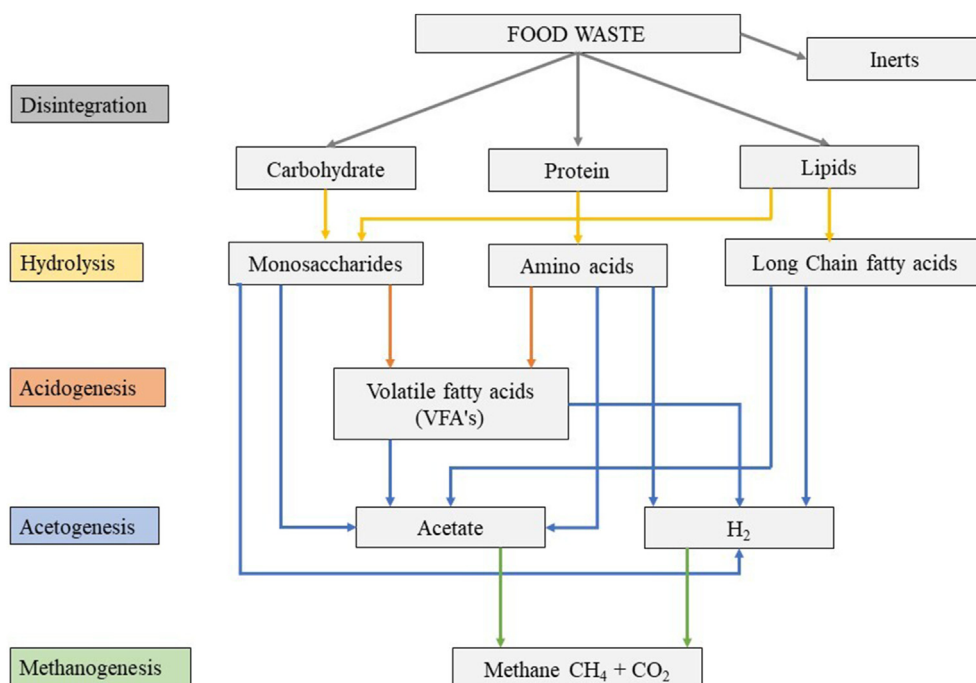 FOOD WASTE
Inerts
Disintegration
Carbohydrate
Protein
Lipids
Hydrolysis
Monosaccharides
Amino acids
Long Chain fatty acids
Acidogenesis
Volatile fatty acids
(VFA's)
Acetogenesis
Acetate
H₂
Methanogenesis
Methane CH₄ + CO₂